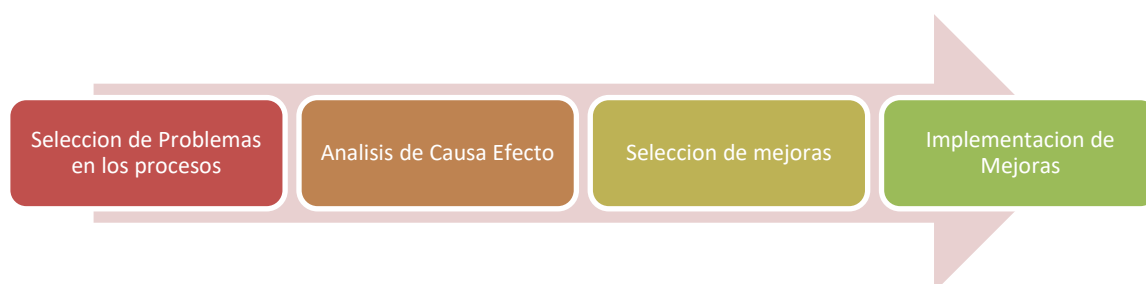 Seleccion de Problemas
en los procesos
Analisis de Causa Efecto
Seleccion de mejoras
Implementacion de
Mejoras